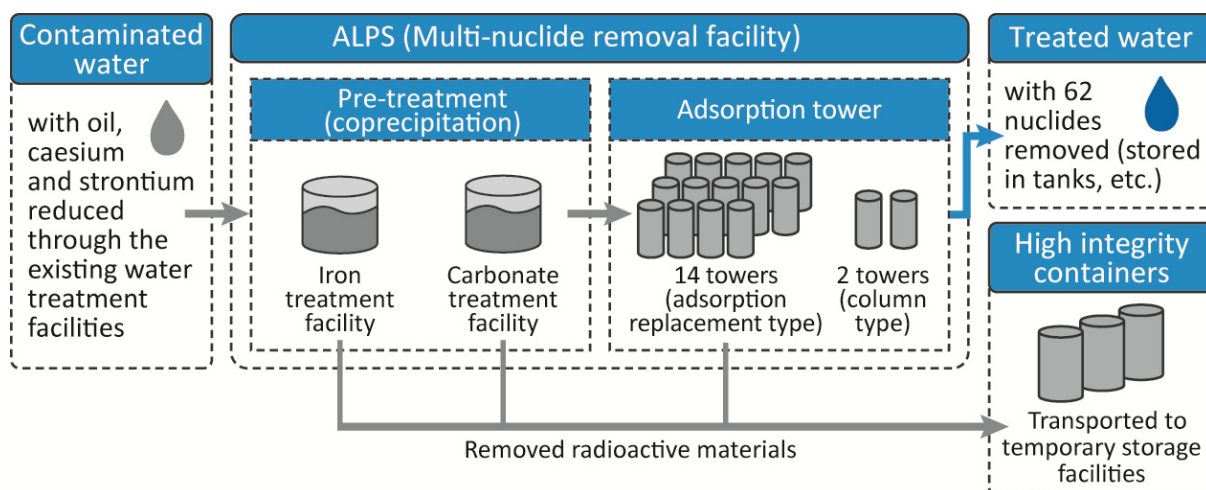 Contaminated
water
with oil,
caesium
and strontium
reduced
through the
existing water
treatment
facilities
ALPS (Multi-nuclide removal facility)
Pre-treatment
(coprecipitation)
Iron
treatment
facility
Carbonate
treatment
facility
Adsorption tower
14 towers
(adsorption
replacement type)
2 towers
(column
type)
Removed radioactive materials
Treated water
with 62
nuclides
removed (stored
in tanks, etc.)
High integrity
containers
Transported to
temporary storage
facilities